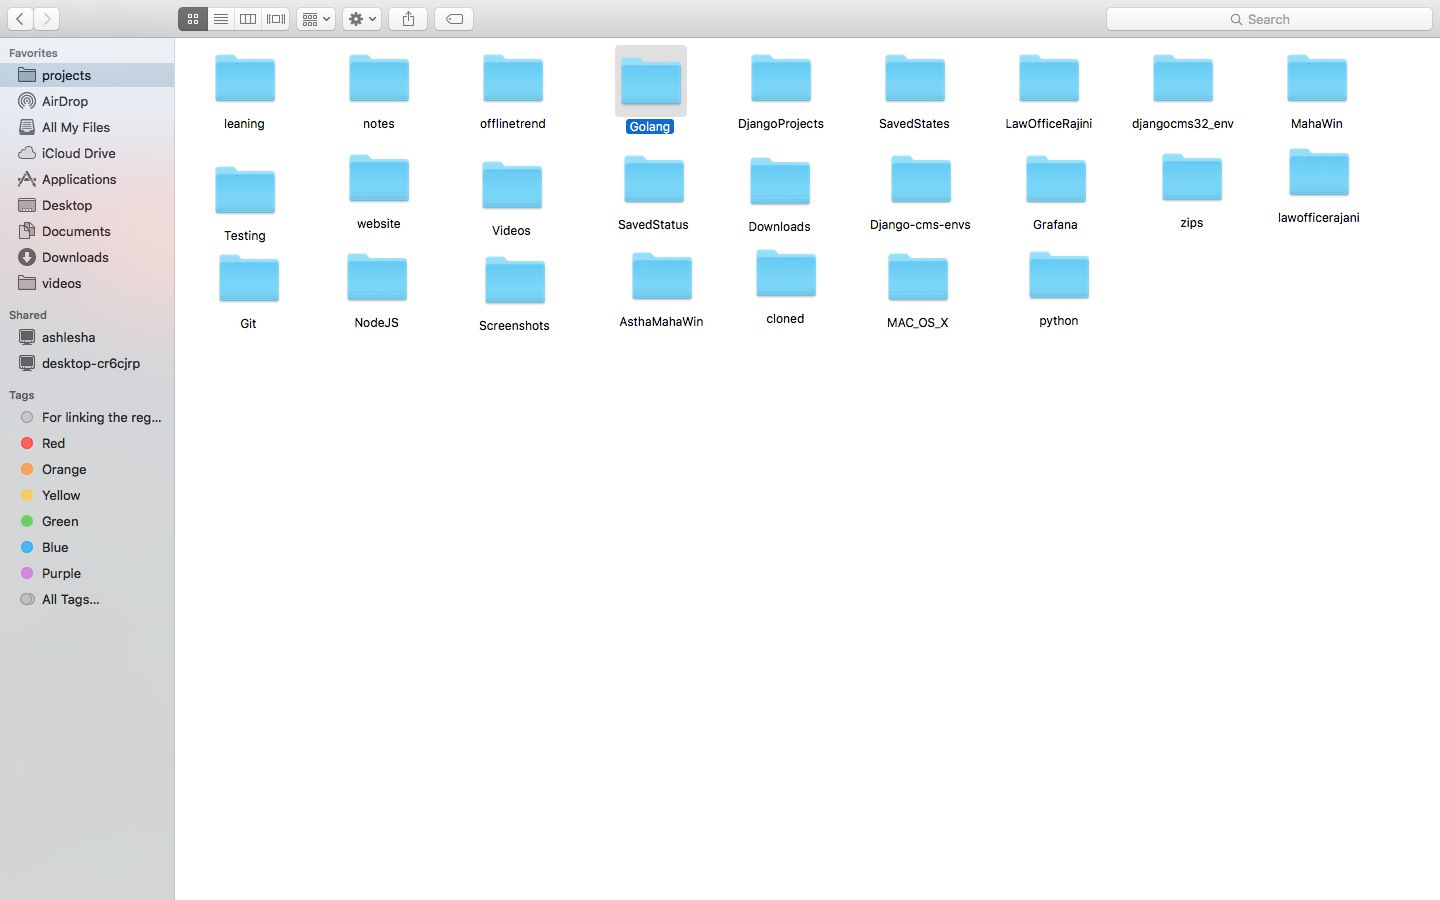 Search
Favorites
projects
AirDrop
All My Files
iCloud Drive
Applications
Desktop
Documents
Downloads
videos
Shared
ashlesha
desktop-cr6cjrp
Tags
For linking the reg...
Red
Orange
Yellow
Green
Blue
Purple
All Tags...
leaning
notes
offlinetrend
Golang
DjangoProjects
SavedStates
LawOfficeRajini
djangocms32_env
MahaWin
Testing
website
Videos
SavedStatus
Downloads
Django-cms-envs
Grafana
zips
lawofficerajani
Git
NodeJS
Screenshots
AsthaMahaWin
cloned
MAC_OS_X
python